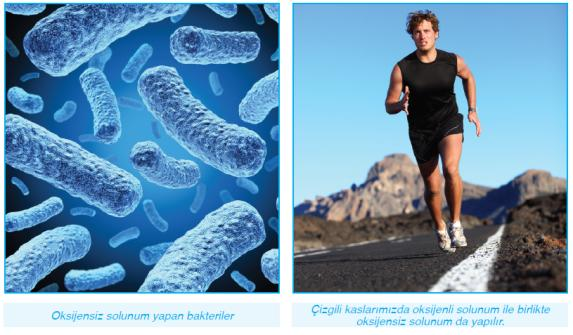 Oksijensiz solunum yapan bakteriler
Çizgili kaslarımızda oksijenli solunum ile birlikte
oksijensiz solunum da yapılır.